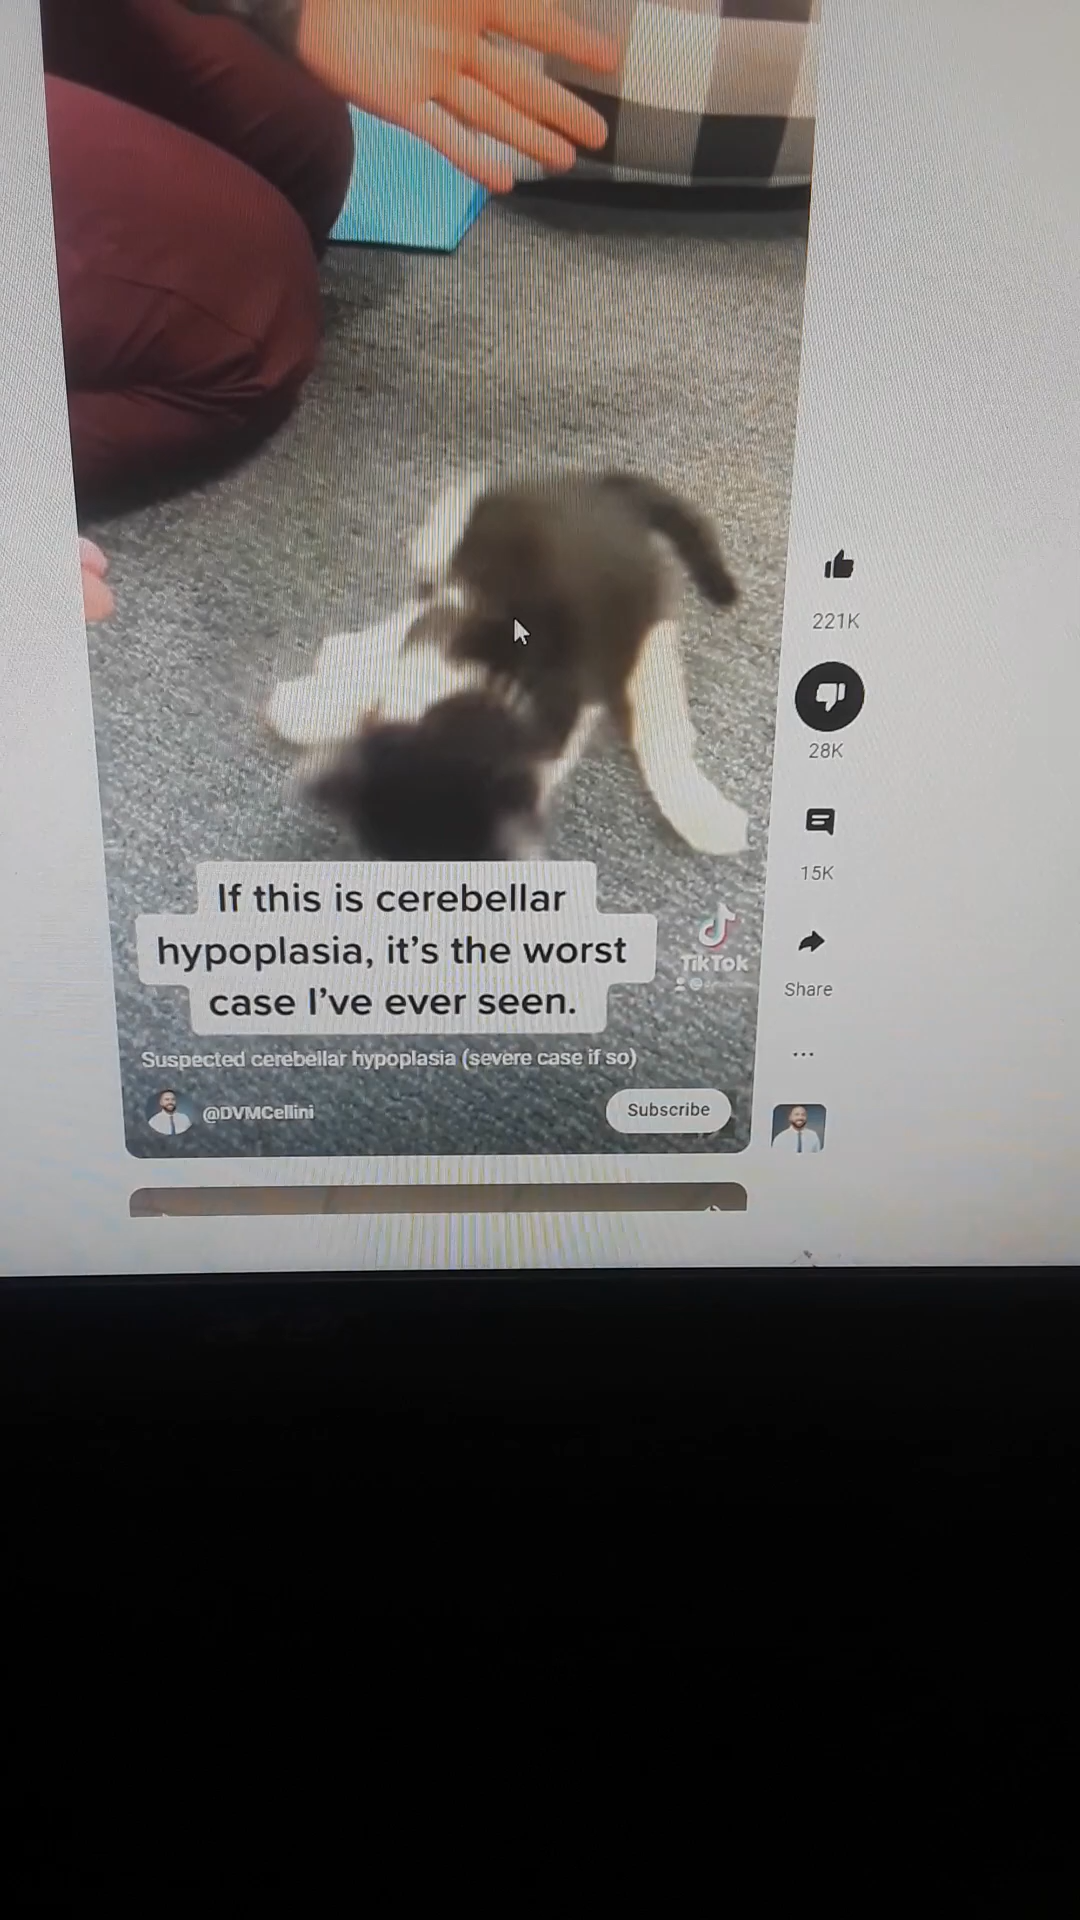 221K
28K
15K
Share
If this is cerebellar
hypoplasia, it's the worst
case I've ever seen.
TikTok
Suspected cerebellar hypoplasia (severe case if so)
@DVMCellini
Subscribe